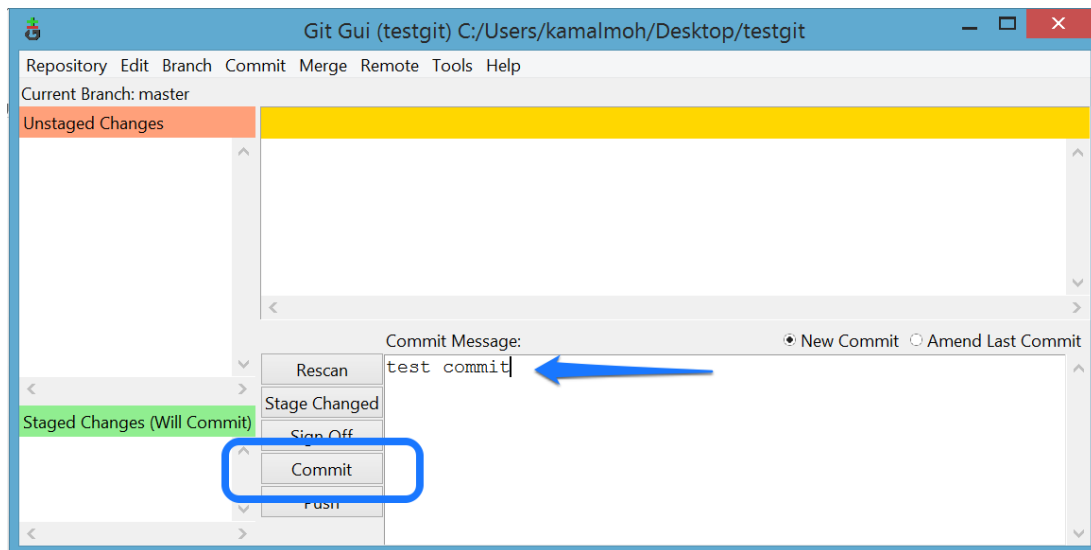 Git Gui (testgit) C:/Users/kamalmoh/Desktop/testgit
Repository Edit Branch Commit Merge Remote Tools Help
Current Branch: master
Unstaged Changes
Staged Changes (Will Commit)
Commit Message:
New Commit Amend Last Commit
test commit
Rescan
Stage Changed
Sign Off
Commit
Push